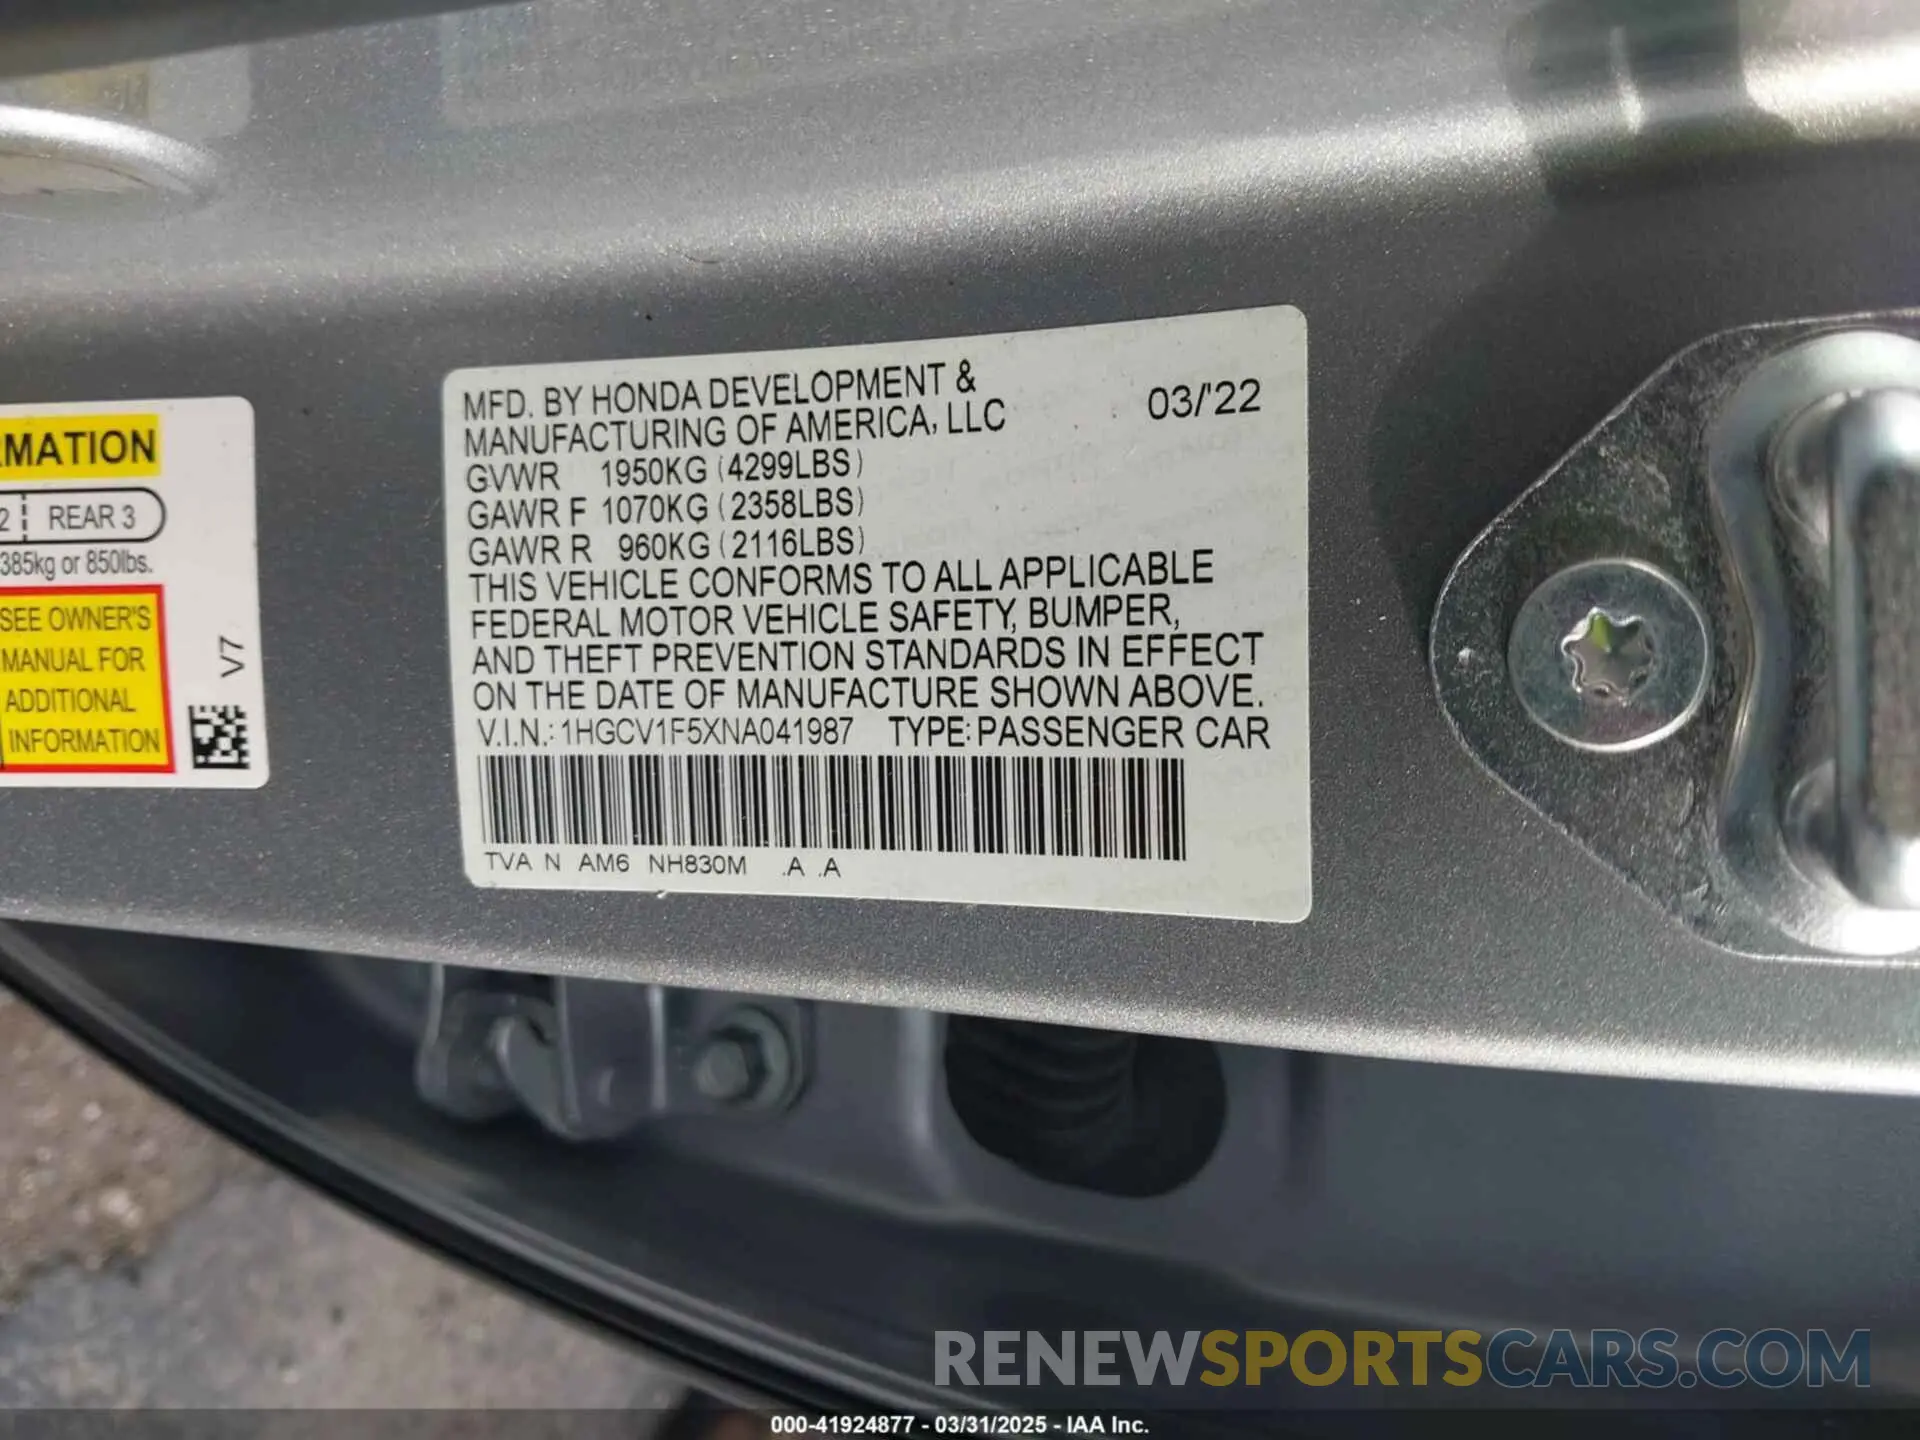 RMATION
2 REAR 3
385kg or 850lbs.
SEE OWNER'S
MANUAL FOR
ADDITIONAL
INFORMATION
V7
MFD. BY HONDA DEVELOPMENT &
MANUFACTURING OF AMERICA, LLC 03/'22
GVWR 1950KG (4299LBS)
GAWR F 1070KG (2358LBS)
GAWR R 960KG (2116LBS)
THIS VEHICLE CONFORMS TO ALL APPLICABLE
FEDERAL MOTOR VEHICLE SAFETY, BUMPER,
AND THEFT PREVENTION STANDARDS IN EFFECT
ON THE DATE OF MANUFACTURE SHOWN ABOVE.
V.I.N.: 1HGCV1F5XNA041987 TYPE: PASSENGER CAR
TVA N AM6 NH830M .A .A
RENEWSPORTSCARS.COM
000-41924877 - 03/31/2025 - IAA Inc.